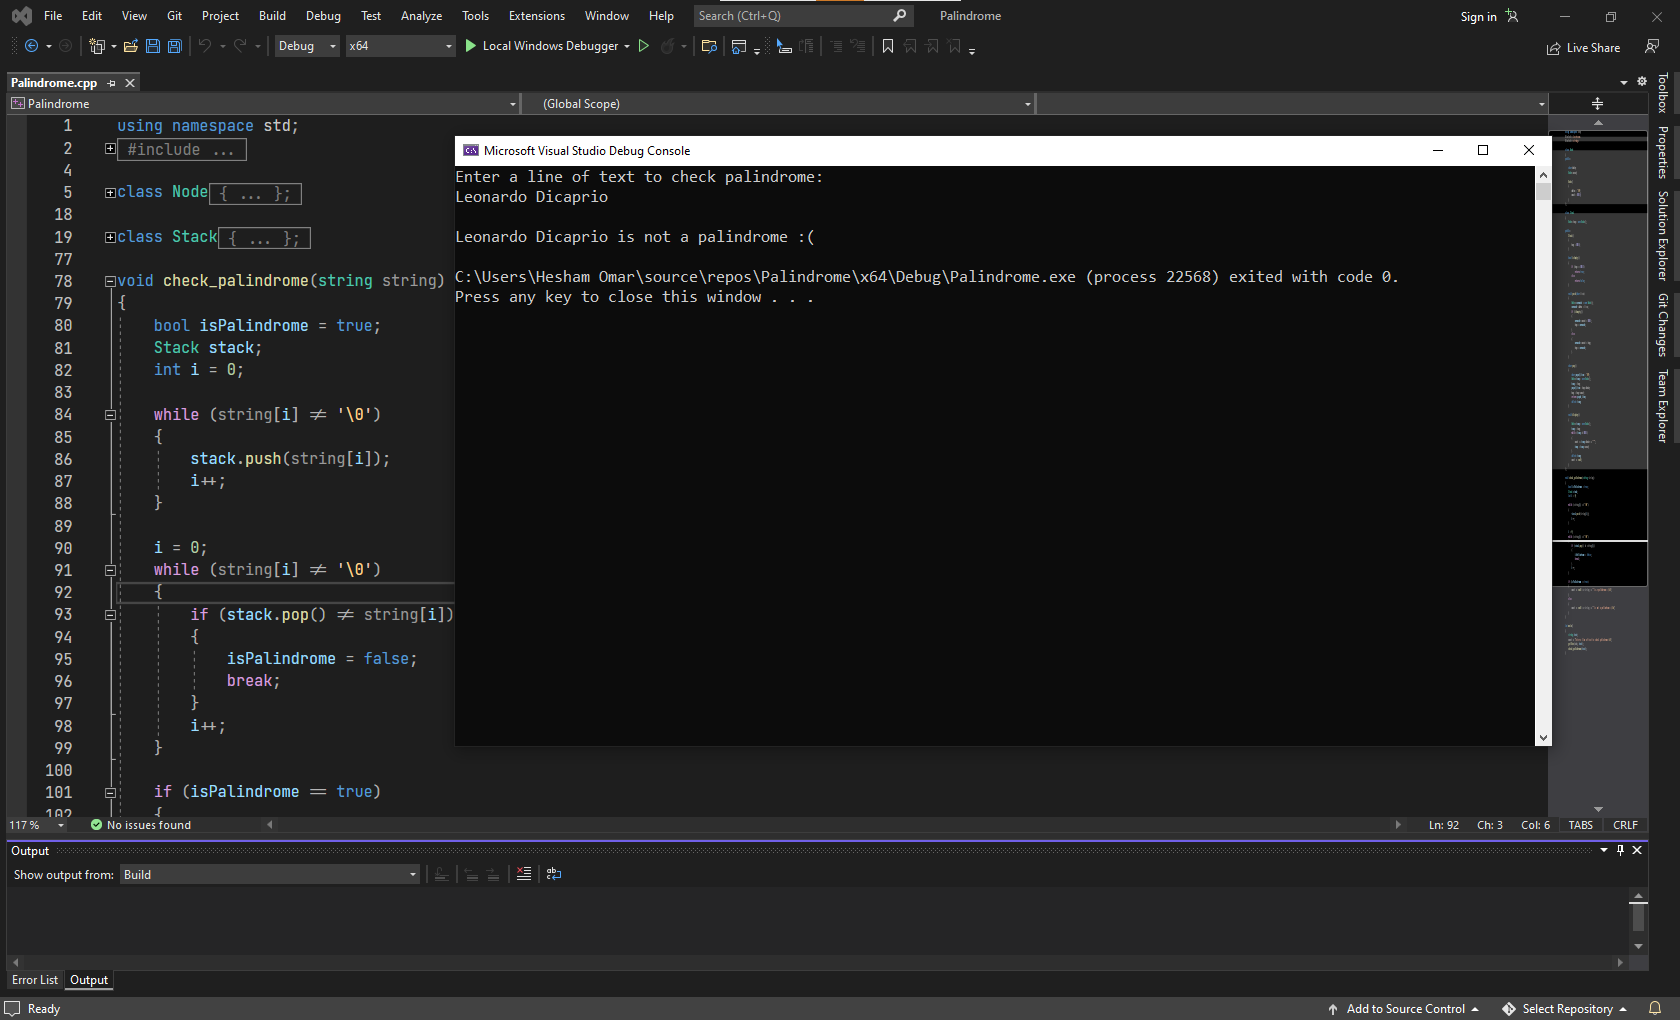 File Edit View Git Project Build Debug Test Analyze Tools Extensions Window Help Search (Ctrl+Q) Palindrome Sign in
Debug x64 Local Windows Debugger Live Share
Palindrome.cpp
Palindrome (Global Scope)
1 using namespace std;
2 #include ...
4
5 class Node{ ... };
18
19 class Stack{ ... };
77
78 void check_palindrome(string string)
79 {
80 bool isPalindrome = true;
81 Stack stack;
82 int i = 0;
83
84 while (string[i] ≠ '\0')
85 {
86 stack.push(string[i]);
87 i++;
88 }
89
90 i = 0;
91 while (string[i] ≠ '\0')
92 {
93 if (stack.pop() ≠ string[i])
94 {
95 isPalindrome = false;
96 break;
97 }
98 i++;
99 }
100
101 if (isPalindrome == true)
102 {
Microsoft Visual Studio Debug Console
Enter a line of text to check palindrome:
Leonardo Dicaprio
Leonardo Dicaprio is not a palindrome :(
C:\Users\Hesham Omar\source\repos\Palindrome\x64\Debug\Palindrome.exe (process 22568) exited with code 0.
Press any key to close this window . . .
Toolbox
Properties
Solution Explorer
Git Changes
Team Explorer
117 % No issues found Ln: 92 Ch: 3 Col: 6 TABS CRLF
Output
Show output from: Build
Error List Output
Ready Add to Source Control Select Repository